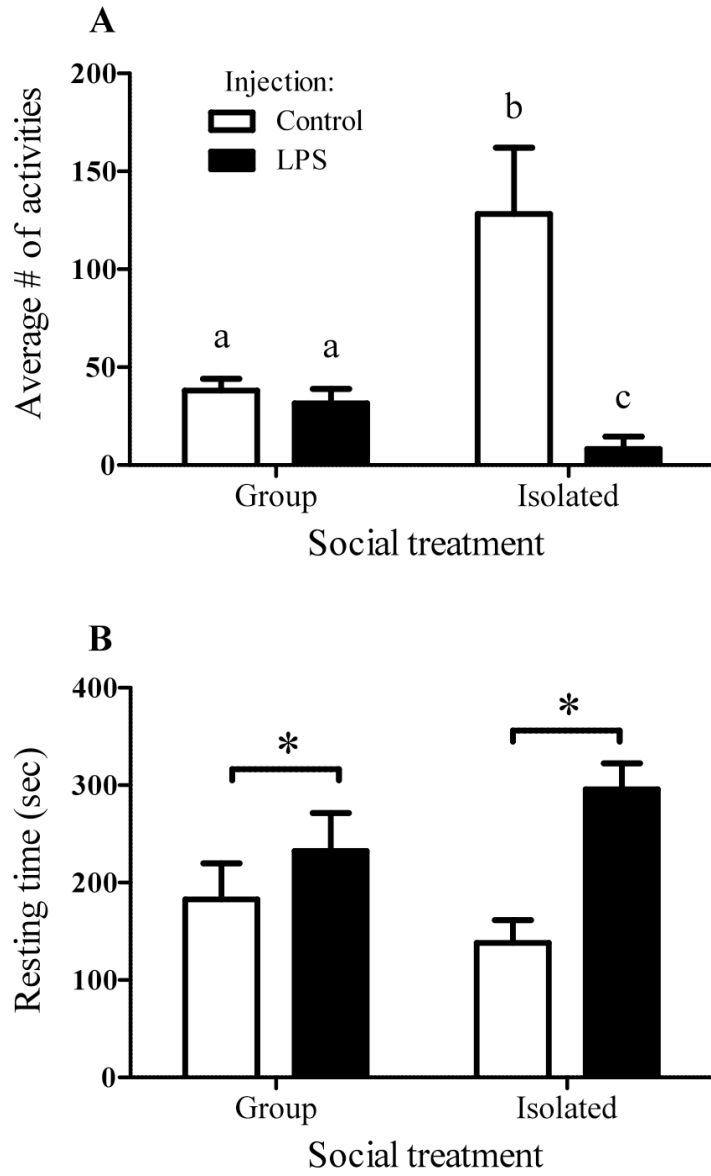 A
200
150
100
50
0
Average # of activities
Injection:
Control
LPS
a
a
b
c
Group
Isolated
Social treatment
B
400
300
200
100
0
Resting time (sec)
*
*
Group
Isolated
Social treatment